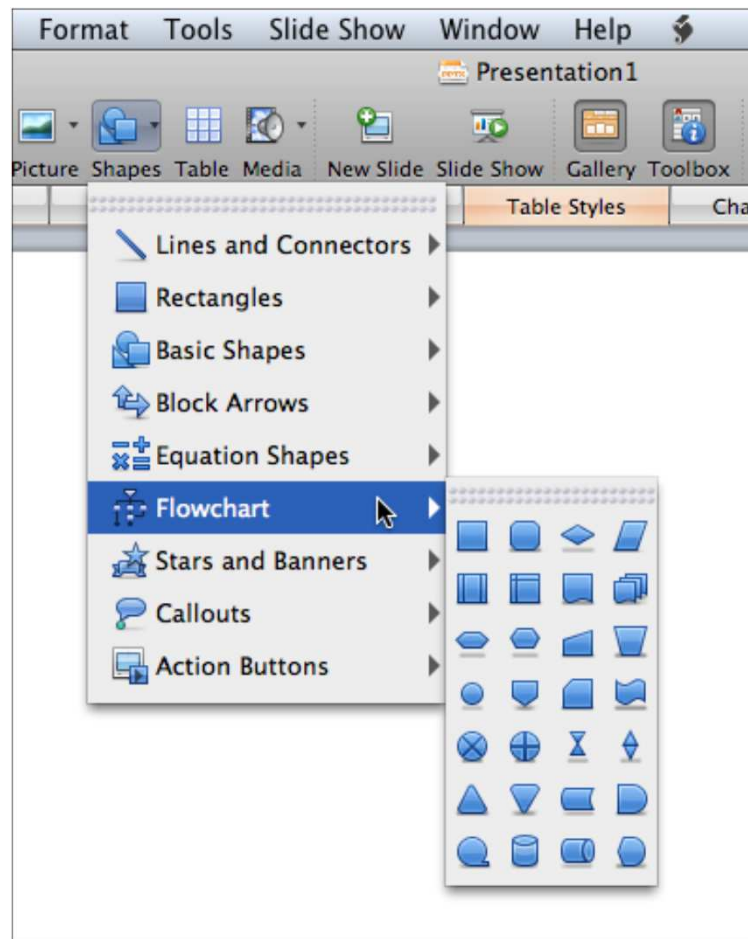 Format Tools Slide Show Window Help
Presentation1
Picture Shapes Table Media New Slide Slide Show Gallery Toolbox
Table Styles
Lines and Connectors
Rectangles
Basic Shapes
Block Arrows
Equation Shapes
Flowchart
Stars and Banners
Callouts
Action Buttons